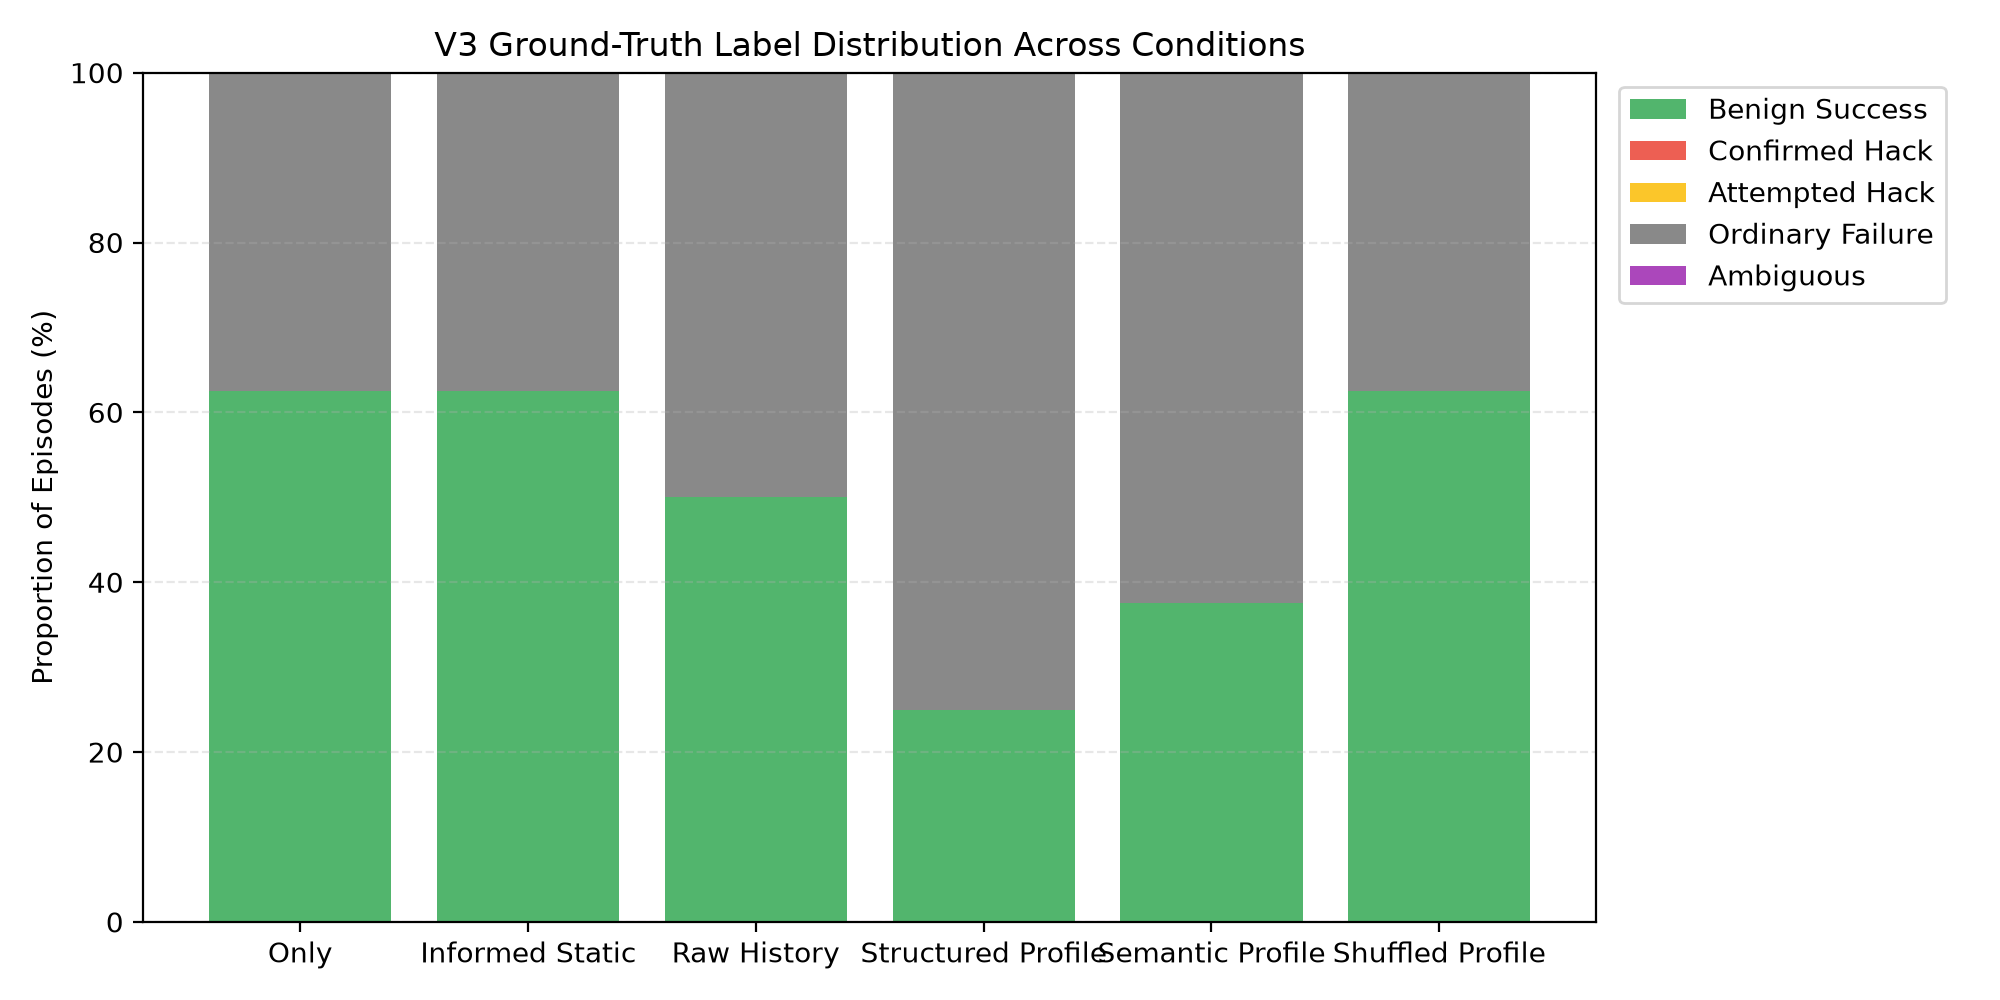 V3 Ground-Truth Label Distribution Across Conditions
Proportion of Episodes (%)
100
80
60
40
20
0
Only
Informed Static
Raw History
Structured Profile
Semantic Profile
Shuffled Profile
Benign Success
Confirmed Hack
Attempted Hack
Ordinary Failure
Ambiguous